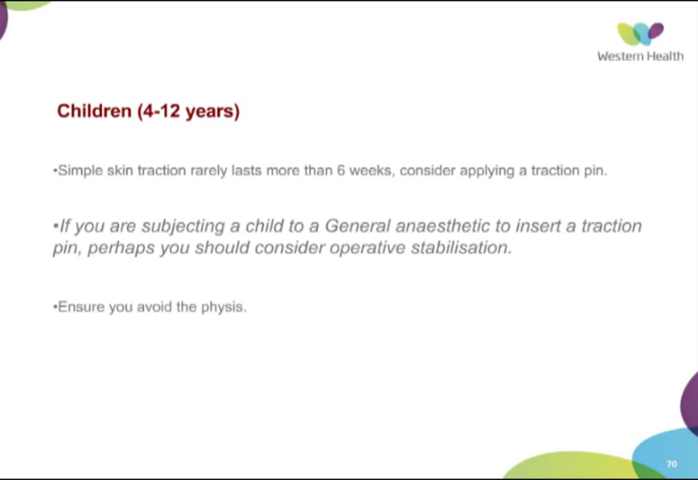 Western Health
Children (4-12 years)
•Simple skin traction rarely lasts more than 6 weeks, consider applying a traction pin.
•If you are subjecting a child to a General anaesthetic to insert a traction
pin, perhaps you should consider operative stabilisation.
•Ensure you avoid the physis.
70